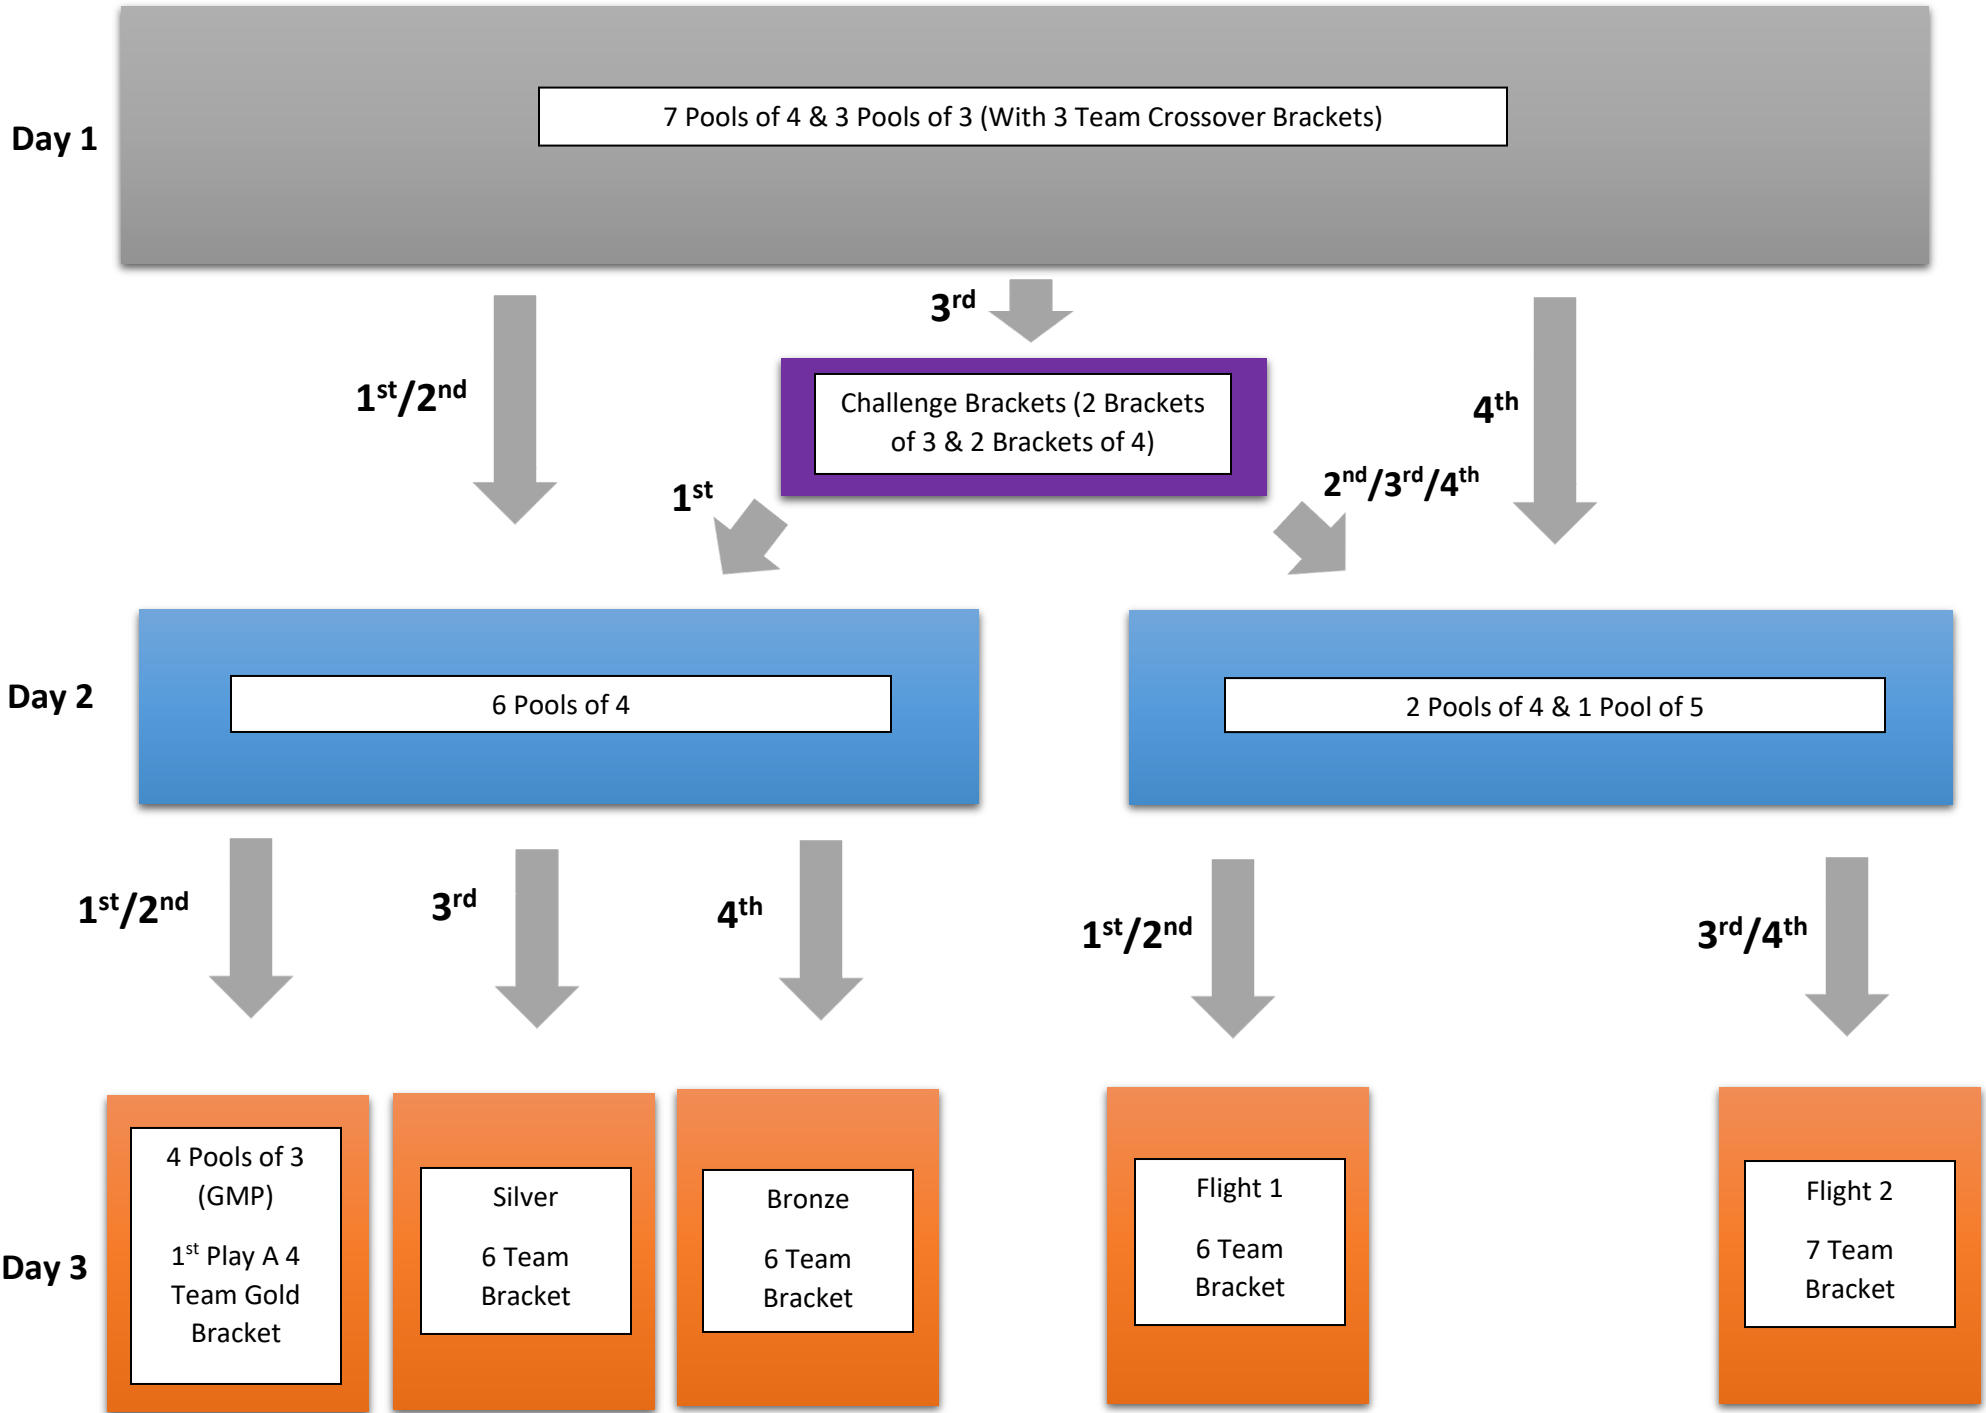 Day 1
7 Pools of 4 & 3 Pools of 3 (With 3 Team Crossover Brackets)
1st/2nd
3rd
4th
Challenge Brackets (2 Brackets
of 3 & 2 Brackets of 4)
1st
2nd/3rd/4th
Day 2
6 Pools of 4
2 Pools of 4 & 1 Pool of 5
1st/2nd
3rd
4th
1st/2nd
3rd/4th
Day 3
4 Pools of 3
(GMP)
1st Play A 4
Team Gold
Bracket
Silver
6 Team
Bracket
Bronze
6 Team
Bracket
Flight 1
6 Team
Bracket
Flight 2
7 Team
Bracket